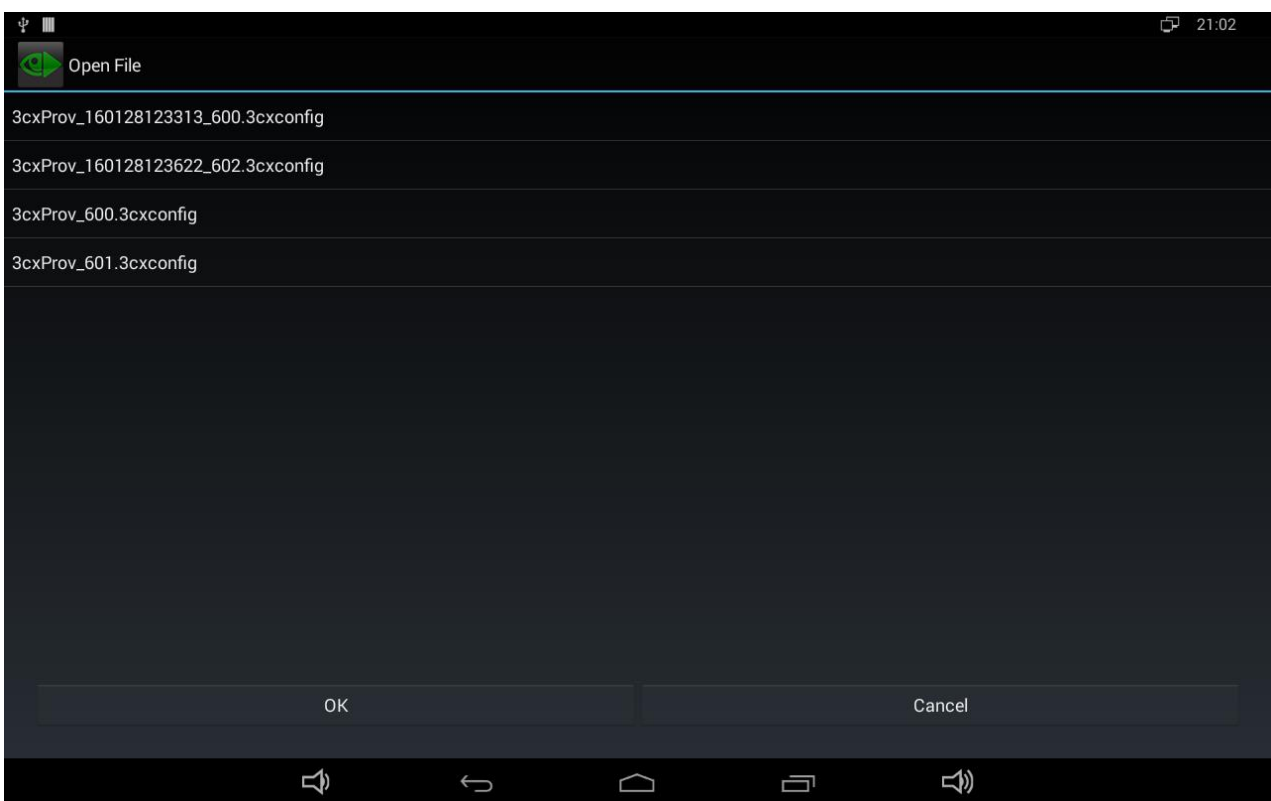 21:02
Open File
3cxProv_160128123313_600.3cxconfig
3cxProv_160128123622_602.3cxconfig
3cxProv_600.3cxconfig
3cxProv_601.3cxconfig
OK Cancel